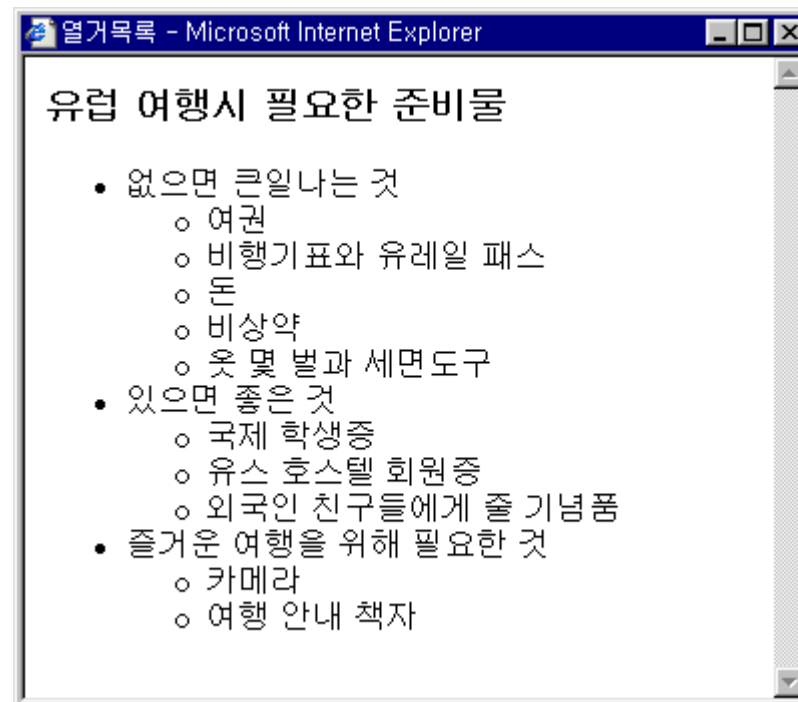 열거목록 - Microsoft Internet Explorer
유럽 여행시 필요한 준비물
없으면 큰일나는 것
여권
비행기표와 유레일 패스
돈
비상약
옷 몇 벌과 세면도구
있으면 좋은 것
국제 학생증
유스 호스텔 회원증
외국인 친구들에게 줄 기념품
즐거운 여행을 위해 필요한 것
카메라
여행 안내 책자